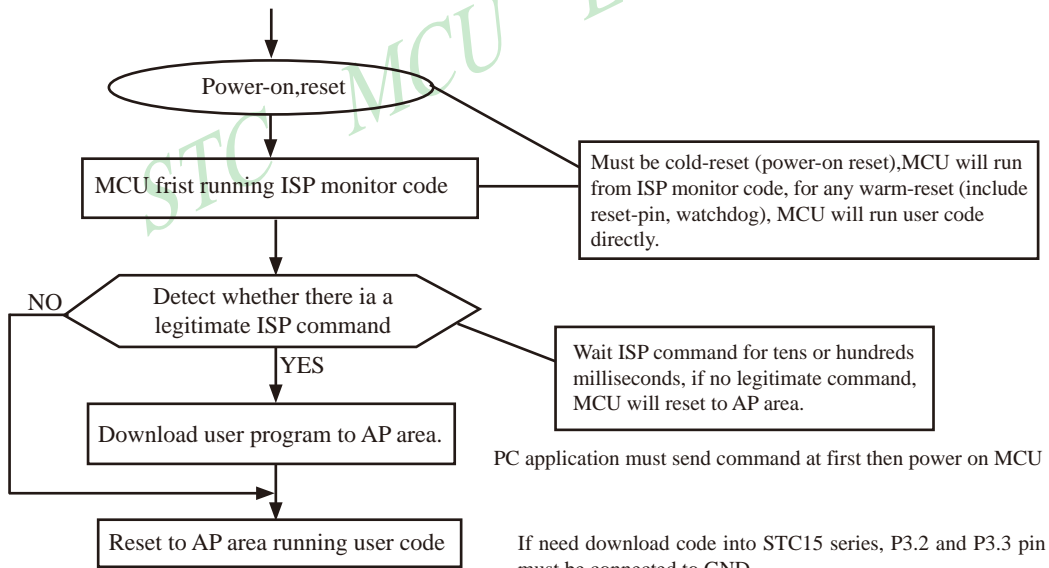 STC MCU
Power-on,reset
MCU frist running ISP monitor code
Must be cold-reset (power-on reset),MCU will run
from ISP monitor code, for any warm-reset (include
reset-pin, watchdog), MCU will run user code
directly.
NO
Detect whether there ia a
legitimate ISP command
YES
Wait ISP command for tens or hundreds
milliseconds, if no legitimate command,
MCU will reset to AP area.
Download user program to AP area.
PC application must send command at first then power on MCU
Reset to AP area running user code
If need download code into STC15 series, P3.2 and P3.3 pin
must be connected to GND